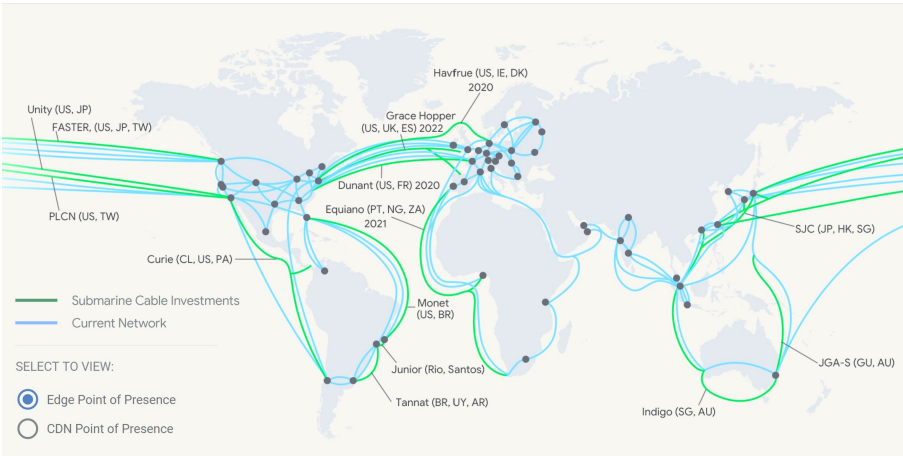 Havfrue (US, IE, DK)
2020
Unity (US, JP)
FASTER, (US, JP, TW)
Grace Hopper
(US, UK, ES) 2022
Dunant (US, FR) 2020
Equiano (PT, NG, ZA)
2021
PLCN (US, TW)
SJC (JP, HK, SG)
Curie (CL, US, PA)
Submarine Cable Investments
Current Network
Monet
(US, BR)
SELECT TO VIEW:
Junior (Rio, Santos)
JGA-S (GU, AU)
Edge Point of Presence
Tannat (BR, UY, AR)
Indigo (SG, AU)
CDN Point of Presence